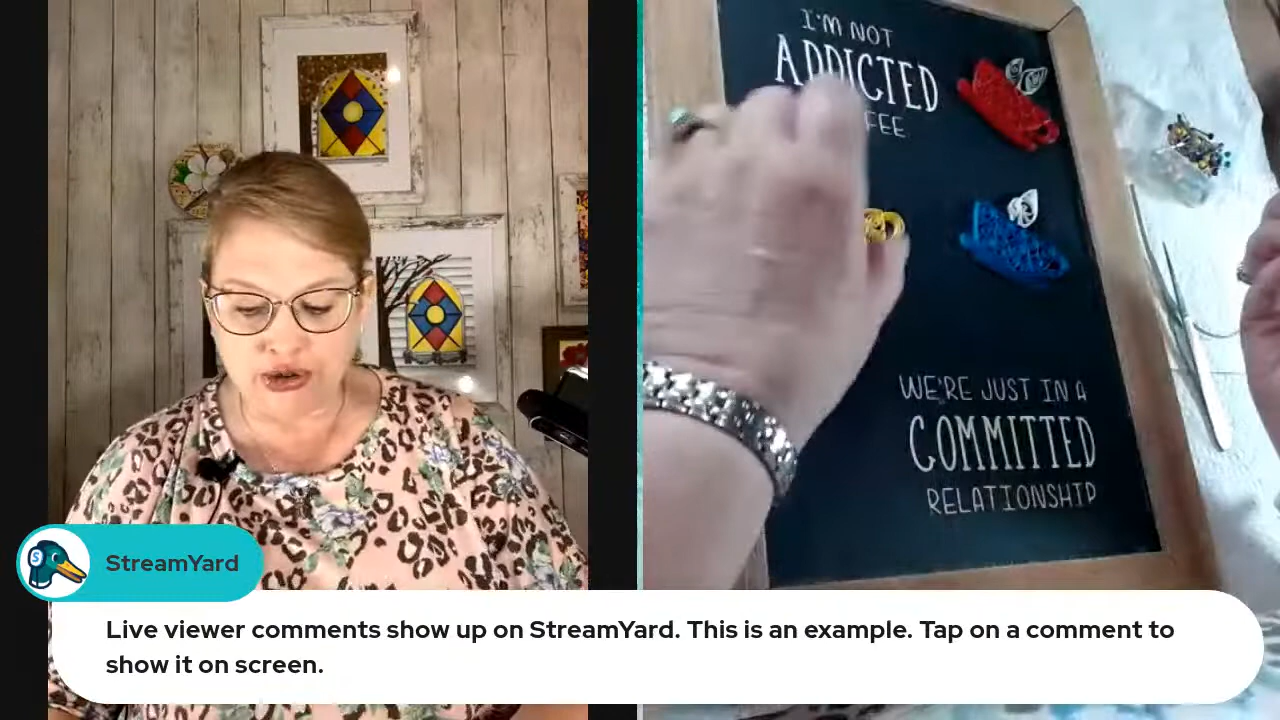 I'M NOT
ADDICTED
FEE
WE'RE JUST IN A
COMMITTED
RELATIONSHIP
StreamYard
Live viewer comments show up on StreamYard. This is an example. Tap on a comment to
show it on screen.